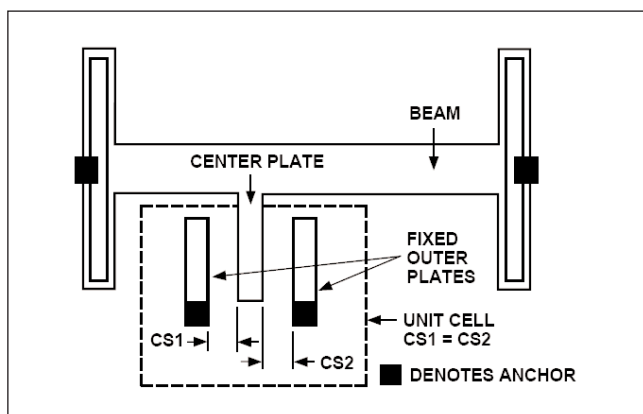 BEAM
CENTER PLATE
FIXED
OUTER
PLATES
CS1
UNIT CELL
CS1 = CS2
CS2
DENOTES ANCHOR